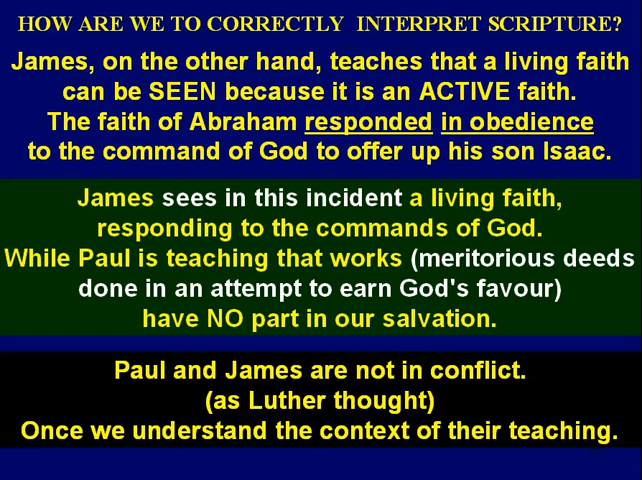 HOW ARE WE TO CORRECTLY INTERPRET SCRIPTURE?
James, on the other hand, teaches that a living faith
can be SEEN because it is an ACTIVE faith.
The faith of Abraham responded in obedience
to the command of God to offer up his son Isaac.
James sees in this incident a living faith,
responding to the commands of God.
While Paul is teaching that works (meritorious deeds
done in an attempt to earn God's favour)
have NO part in our salvation.
Paul and James are not in conflict.
(as Luther thought)
Once we understand the context of their teaching.